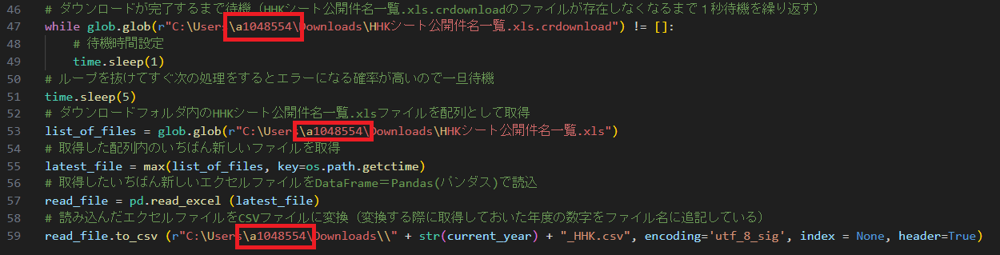 46 # ダウンロードが完了するまで待機（HHKシート公開件名一覧.xls.crdownloadのファイルが存在しなくなるまで１秒待機を繰り返す）
47 while glob.glob(r"C:\Users\a1048554\Downloads\HHKシート公開件名一覧.xls.crdownload") != []:
48     # 待機時間設定
49     time.sleep(1)
50 # ループを抜けてすぐ次の処理をするとエラーになる確率が高いので一旦待機
51 time.sleep(5)
52 # ダウンロードフォルダ内のHHKシート公開件名一覧.xlsファイルを配列として取得
53 list_of_files = glob.glob(r"C:\Users\a1048554\Downloads\HHKシート公開件名一覧.xls")
54 # 取得した配列内のいちばん新しいファイルを取得
55 latest_file = max(list_of_files, key=os.path.getctime)
56 # 取得したいちばん新しいエクセルファイルをDataFrame＝Pandas(パンダス)で読込
57 read_file = pd.read_excel (latest_file)
58 # 読み込んだエクセルファイルをCSVファイルに変換（変換する際に取得しておいた年度の数字をファイル名に追記している）
59 read_file.to_csv (r"C:\Users\a1048554\Downloads\\" + str(current_year) + "_HHK.csv", encoding='utf_8_sig', index = None, header=True)